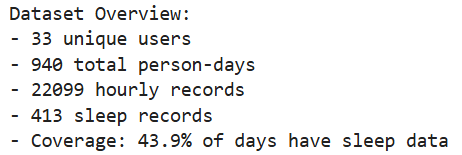 Dataset Overview:
- 33 unique users
- 940 total person-days
- 22099 hourly records
- 413 sleep records
- Coverage: 43.9% of days have sleep data